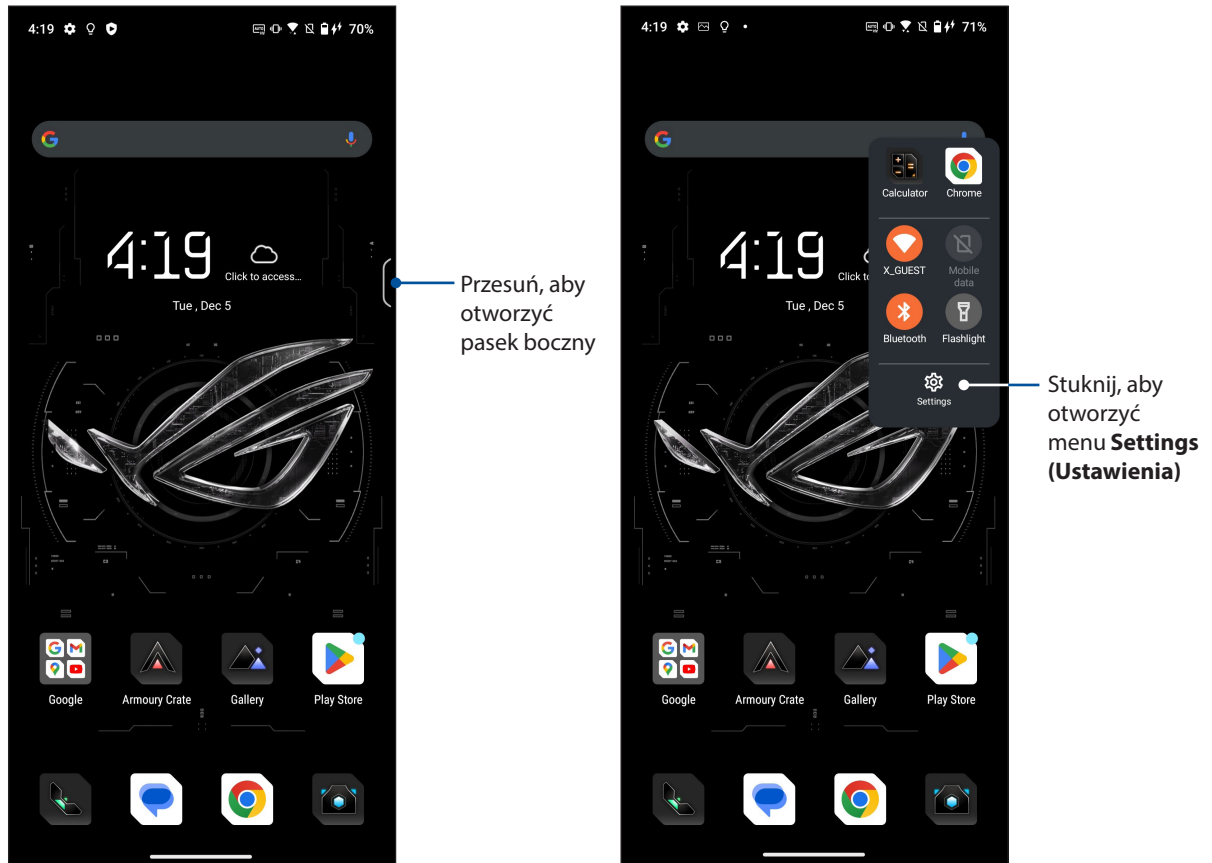 4:19
70%
4:19
Click to access...
Tue , Dec 5
Google
Armoury Crate
Gallery
Play Store
Przesuń, aby
otworzyć
pasek boczny
4:19
71%
Calculator
Chrome
4:19
Click to
Tue , Dec 5
X_GUEST
Mobile
data
Bluetooth
Flashlight
Settings
Google
Armoury Crate
Gallery
Play Store
Stuknij, aby
otworzyć
menu Settings
(Ustawienia)